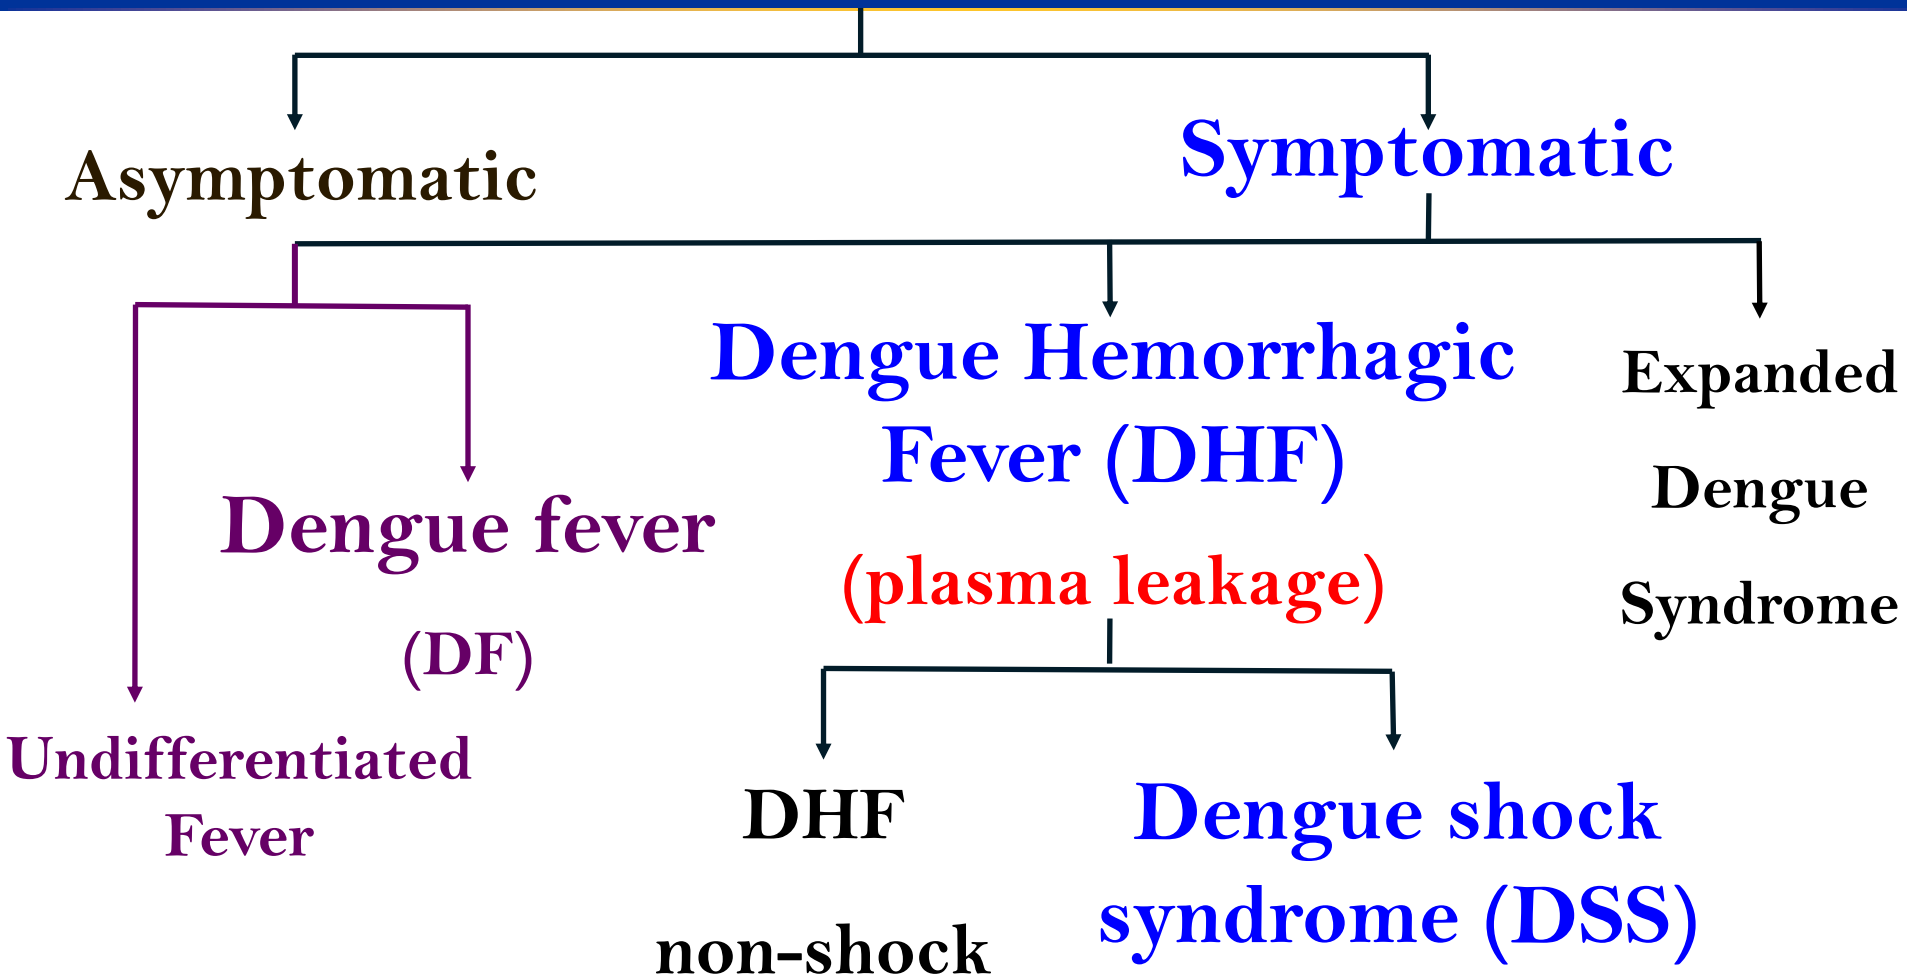 Asymptomatic
Symptomatic
Dengue Hemorrhagic
Fever (DHF)
(plasma leakage)
Expanded
Dengue
Syndrome
Dengue fever
(DF)
Undifferentiated
Fever
DHF
non-shock
Dengue shock
syndrome (DSS)